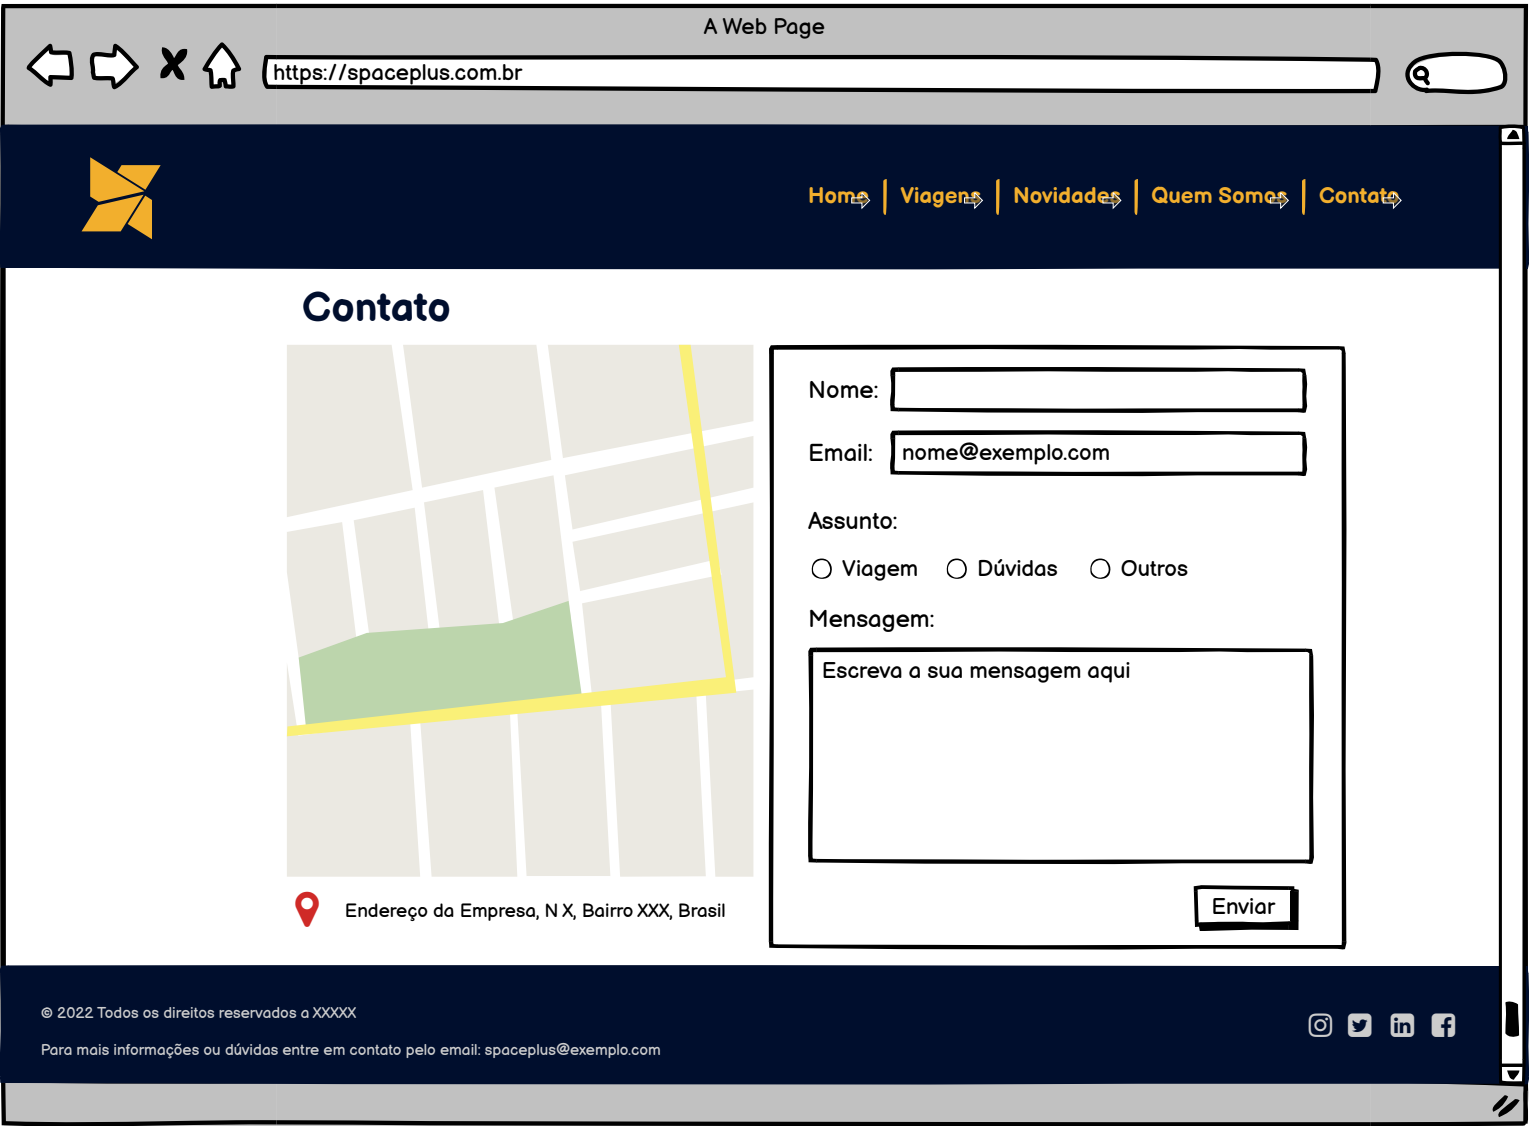 A Web Page
https://spaceplus.com.br
Home | Viagens | Novidades | Quem Somos | Contato
Contato
Nome:
Email: nome@exemplo.com
Assunto:
Viagem Dúvidas Outros
Mensagem:
Escreva a sua mensagem aqui
Enviar
Endereço da Empresa, N X, Bairro XXX, Brasil
© 2022 Todos os direitos reservados a XXXXX
Para mais informações ou dúvidas entre em contato pelo email: spaceplus@exemplo.com